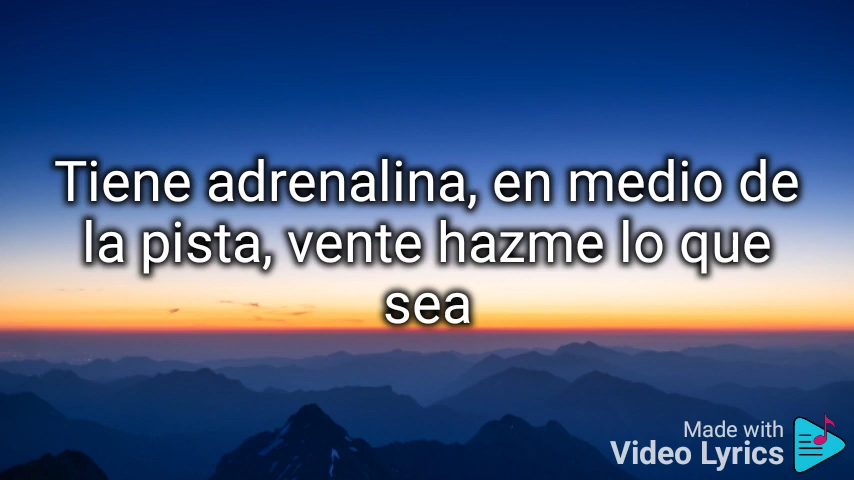 Tiene adrenalina, en medio de
la pista, vente hazme lo que
sea
Made with
Video Lyrics